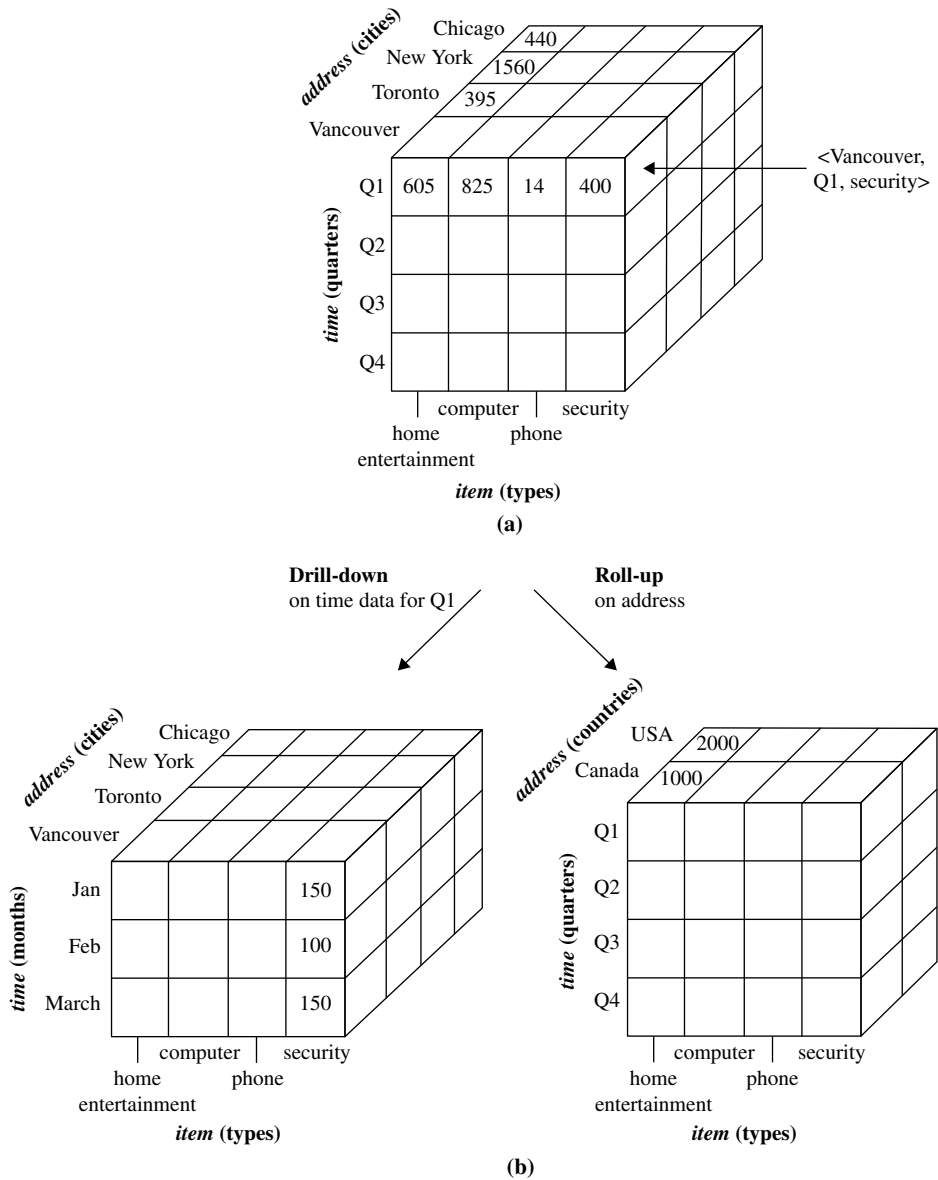 Chicago
New York
Toronto
Vancouver
address (cities)
440
1560
395
<Vancouver,
Q1, security>
Q1
605 825 14 400
Q2
Q3
Q4
time (quarters)
computer security
home
entertainment
phone
item (types)
(a)
Drill-down
on time data for Q1
Roll-up
on address
address (cities)
Chicago
New York
Toronto
Vancouver
Jan
150
Feb
100
March
150
time (months)
computer security
home
entertainment
phone
item (types)
address (countries)
USA
2000
Canada
1000
Q1
Q2
Q3
Q4
time (quarters)
computer security
home
entertainment
phone
item (types)
(b)